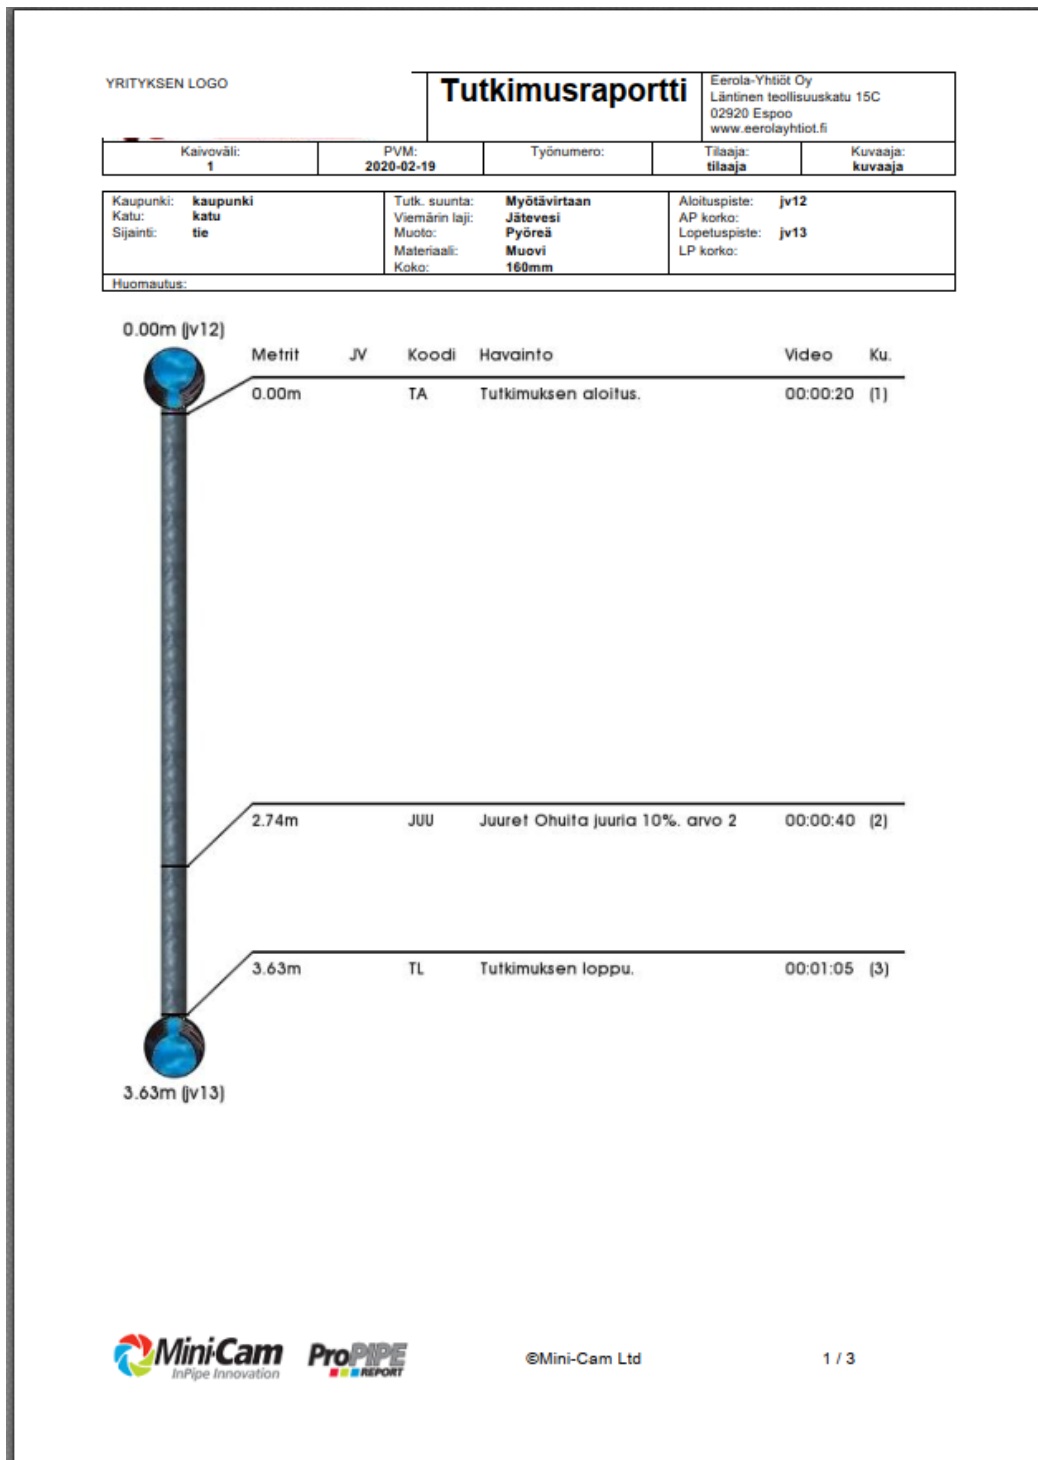 YRITYKSEN LOGO
Tutkimusraportti
Eerola-Yhtiöt Oy
Läntinen teollisuuskatu 15C
02920 Espoo
www.eerolayhtiot.fi
Kaivoväli: PVM: Työnumero: Tilaaja: Kuvaaja:
1 2020-02-19 tilaaja kuvaaja
Kaupunki: kaupunki Tutk. suunta: Myötävirtaan Aloituspiste: jv12
Katu: katu Viemärin laji: Jätevesi AP korko:
Sijainti: tie Muoto: Pyöreä Lopetuspiste: jv13
Materiaali: Muovi LP korko:
Koko: 160mm
Huomautus:
0.00m (jv12)
Metrit JV Koodi Havainto Video Ku.
0.00m TA Tutkimuksen aloitus. 00:00:20 (1)
2.74m JUU Juuret Ohuita juuria 10%. arvo 2 00:00:40 (2)
3.63m TL Tutkimuksen loppu. 00:01:05 (3)
3.63m (jv13)
MiniCam
InPipe Innovation
ProPIPE
REPORT
©Mini-Cam Ltd
1 / 3